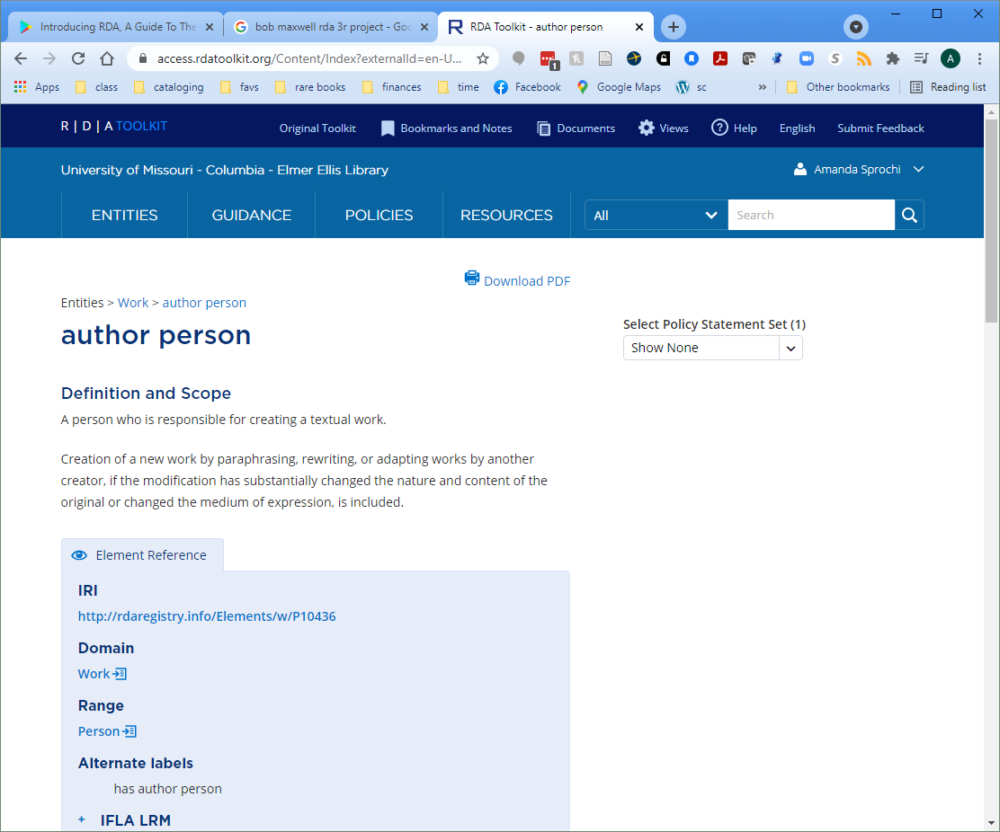 Introducing RDA, A Guide To The
bob maxwell rda 3r project - Goo
RDA Toolkit - author person
access.rdatoolkit.org/Content/Index?externalId=en-U...
1
A
Apps
class
cataloging
favs
rare books
finances
time
Facebook
Google Maps
sc
»
Other bookmarks
Reading list
R | D | A TOOLKIT
Original Toolkit
Bookmarks and Notes
Documents
Views
Help
English
Submit Feedback
University of Missouri - Columbia - Elmer Ellis Library
Amanda Sprochi
ENTITIES
GUIDANCE
POLICIES
RESOURCES
All
Search
Download PDF
Entities > Work > author person
author person
Select Policy Statement Set (1)
Show None
Definition and Scope
A person who is responsible for creating a textual work.
Creation of a new work by paraphrasing, rewriting, or adapting works by another
creator, if the modification has substantially changed the nature and content of the
original or changed the medium of expression, is included.
Element Reference
IRI
http://rdaregistry.info/Elements/w/P10436
Domain
Work
Range
Person
Alternate labels
has author person
+ IFLA LRM